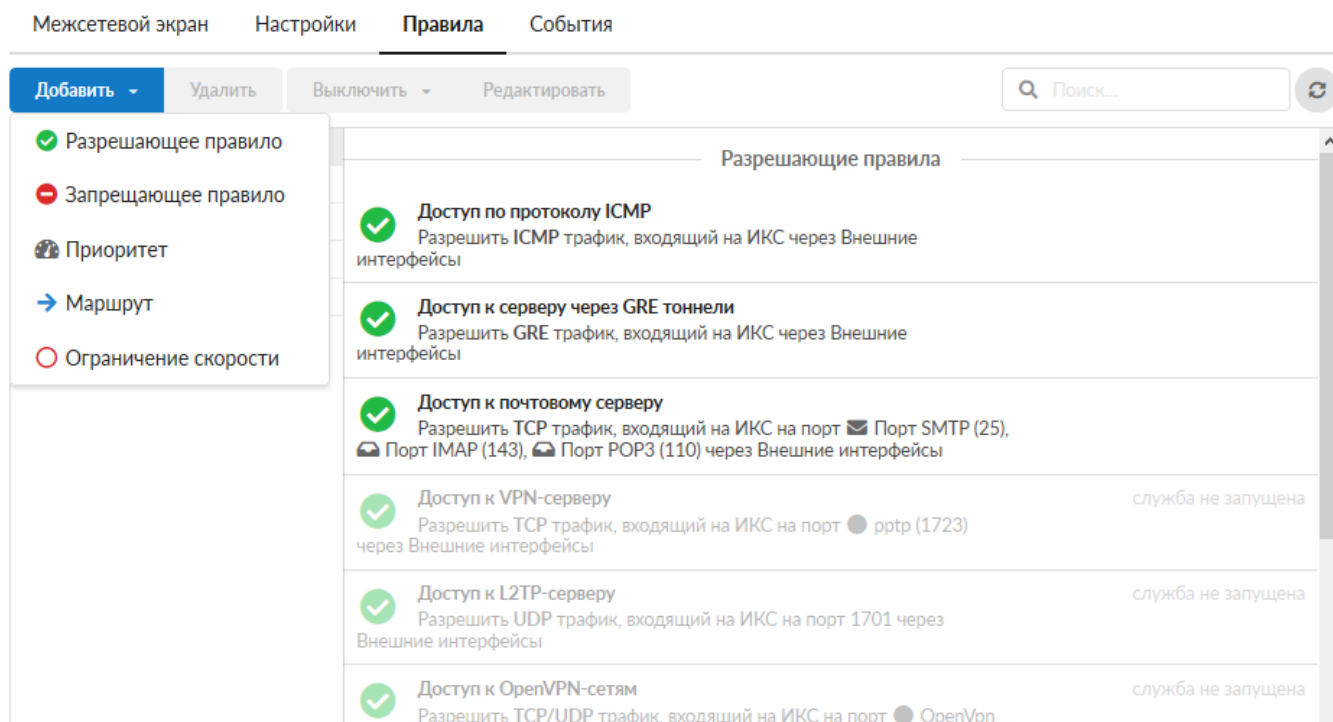 Межсетевой экран Настройки Правила События
Добавить Удалить Выключить Редактировать Поиск...
Разрешающее правило
Запрещающее правило
Приоритет
Маршрут
Ограничение скорости
Разрешающие правила
Доступ по протоколу ICMP
Разрешить ICMP трафик, входящий на ИКС через Внешние
интерфейсы
Доступ к серверу через GRE тоннели
Разрешить GRE трафик, входящий на ИКС через Внешние
интерфейсы
Доступ к почтовому серверу
Разрешить TCP трафик, входящий на ИКС на порт Порт SMTP (25),
Порт IMAP (143), Порт POP3 (110) через Внешние интерфейсы
Доступ к VPN-серверу служба не запущена
Разрешить TCP трафик, входящий на ИКС на порт pptp (1723)
через Внешние интерфейсы
Доступ к L2TP-серверу служба не запущена
Разрешить UDP трафик, входящий на ИКС на порт 1701 через
Внешние интерфейсы
Доступ к OpenVPN-сетям служба не запущена
Разрешить TCP/UDP трафик, входящий на ИКС на порт OpenVpn